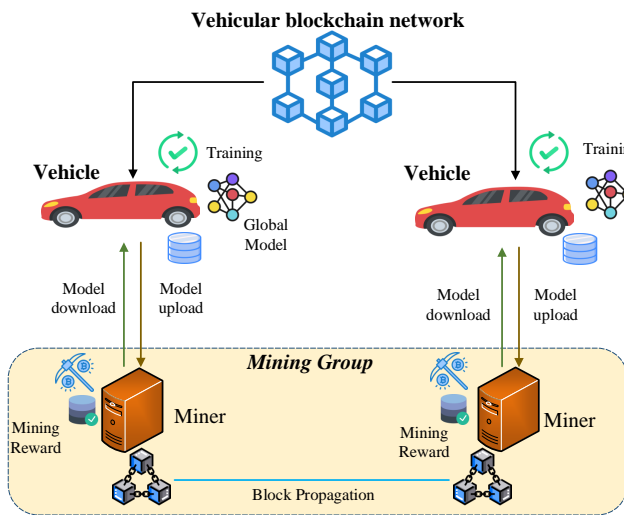 Vehicular blockchain network
Training
Vehicle
Global
Model
Model
download
Model
upload
Trainin
Vehicle
Model
download
Model
upload
Mining Group
Miner
Mining
Reward
Miner
Mining
Reward
Block Propagation